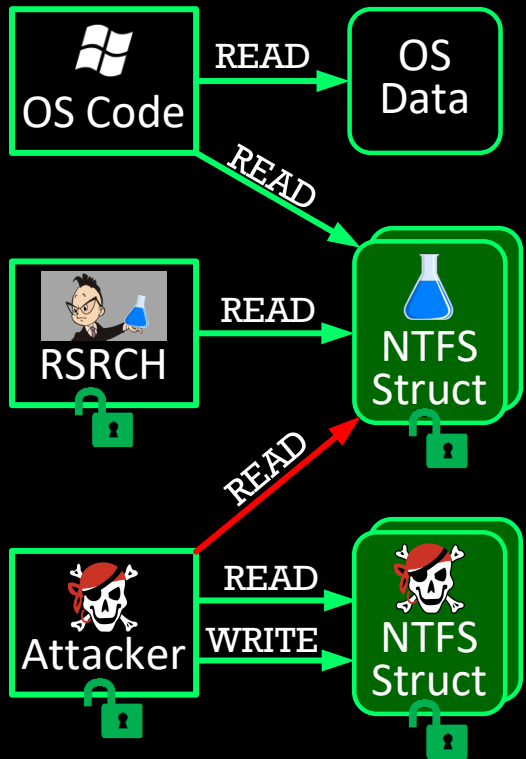 READ
OS Code
OS
Data
READ
READ
RSRCH
NTFS
Struct
READ
READ
WRITE
Attacker
NTFS
Struct